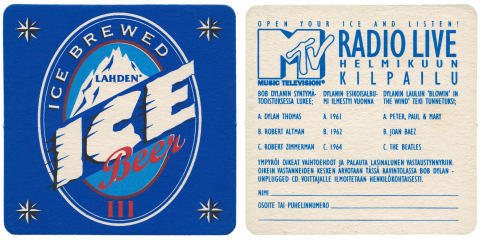 ICE BREWED
LAHDEN®
ICE
Beer
III
OPEN YOUR ICE AND LISTEN!
MTV
MUSIC TELEVISION®
RADIO LIVE
HELMIKUUN
KILPAILU
BOB DYLANIN SYNTYMÄ-
TODISTUKSESSA LUKEE;
A. DYLAN THOMAS
B. ROBERT ALTMAN
C. ROBERT ZIMMERMAN
DYLANIN ESIKOISALBU-
MI ILMESTYI VUONNA
A. 1961
B. 1962
C. 1964
DYLANIN LAULUN 'BLOWIN' IN
THE WIND' TEKI TUNNETUKSI;
A. PETER, PAUL & MARY
B. JOAN BAEZ
C. THE BEATLES
YMPYRÖI OIKEAT VAIHTOEHDOT JA PALAUTA LASINALUNEN VASTAUSTYNNYRIIN.
OIKEIN VASTANNEIDEN KESKEN ARVOTAAN TÄSSÄ RAVINTOLASSA BOB DYLAN -
UNPLUGGED CD. VOITTAJALLE ILMOITETAAN HENKILÖKOHTAISESTI.
NIMI
OSOITE TAI PUHELINNUMERO